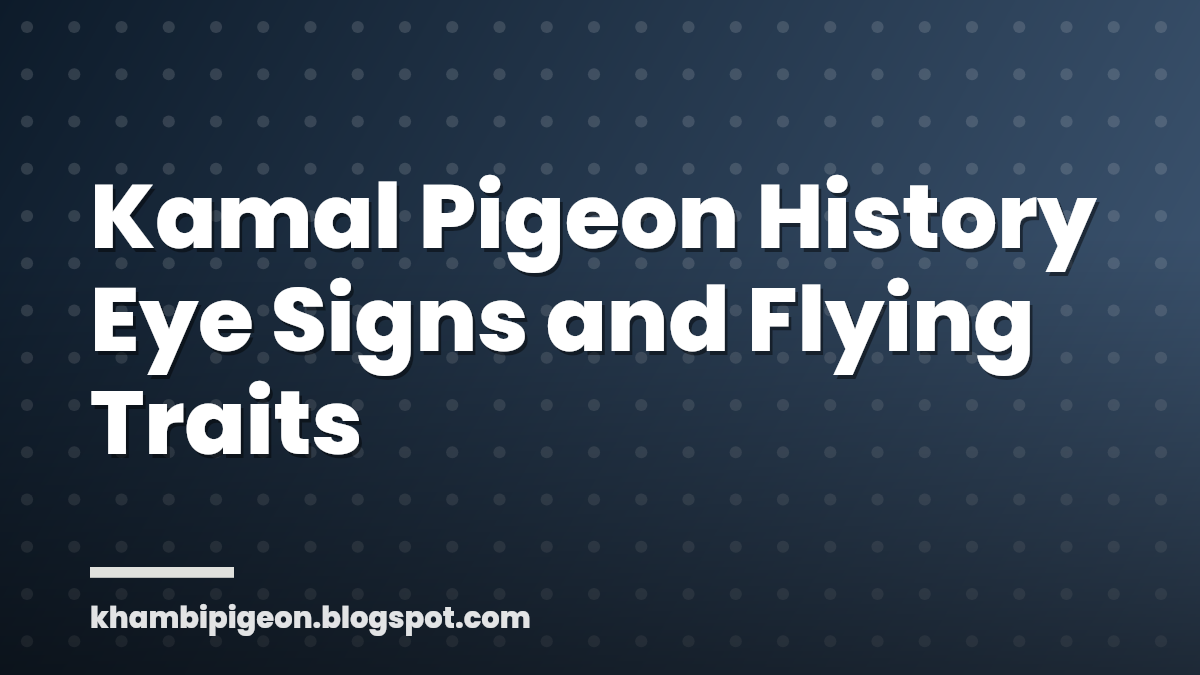 Kamal Pigeon History
Eye Signs and Flying
Traits
khambipigeon.blogspot.com